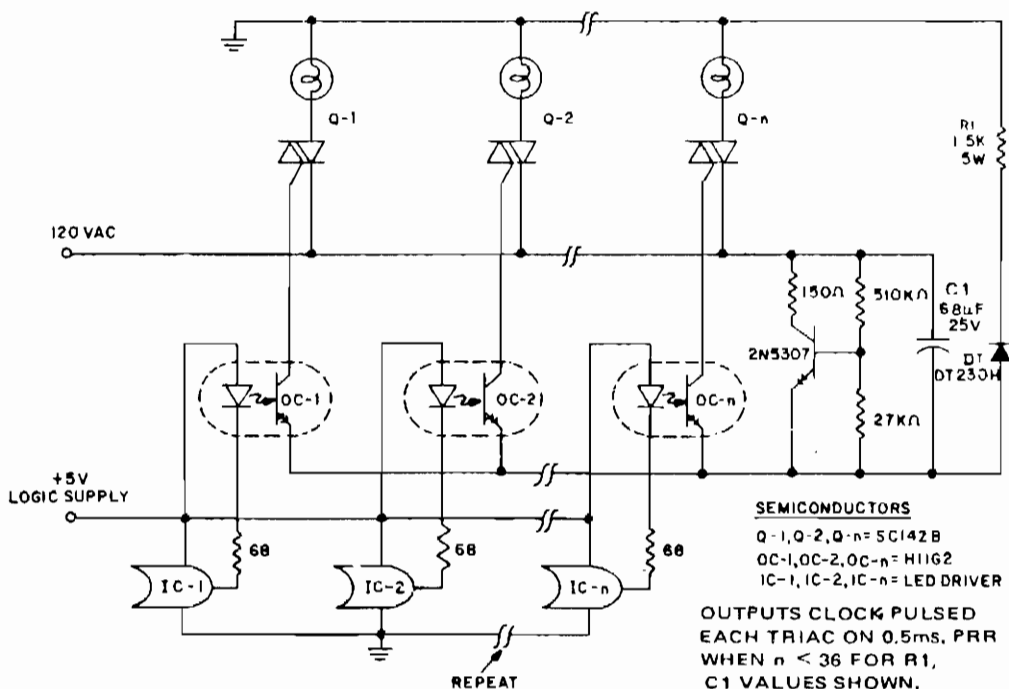 Q-1
Q-2
Q-n
R1
1.5K
5W
120 VAC
150Ω
510KΩ
C1
68µF
25V
2N5307
DT
DT230H
OC-1
OC-2
OC-n
27KΩ
+5V
LOGIC SUPPLY
68
68
68
IC-1
IC-2
IC-n
SEMICONDUCTORS
Q-1, Q-2, Q-n = SC142B
OC-1, OC-2, OC-n = H11G2
IC-1, IC-2, IC-n = LED DRIVER
OUTPUTS CLOCK PULSED
EACH TRIAC ON 0.5ms, PRR
WHEN n < 36 FOR R1,
C1 VALUES SHOWN.
REPEAT